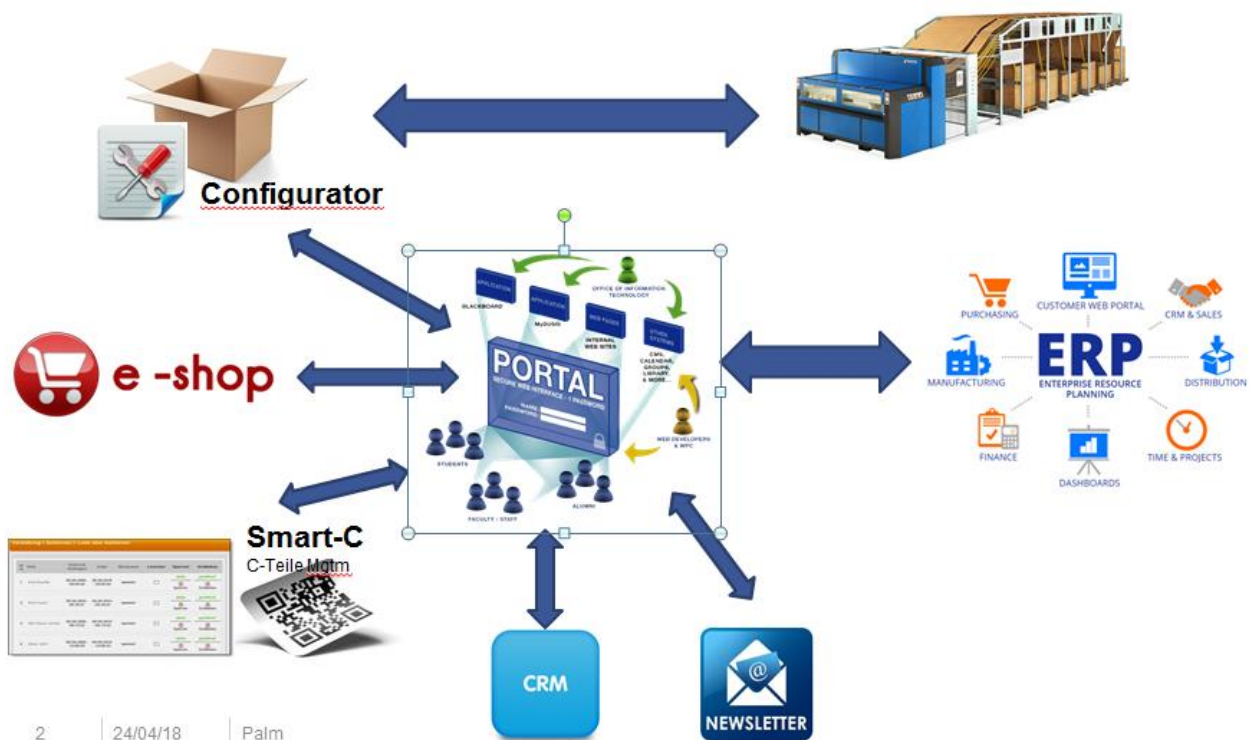 Configurator
e -shop
Smart-C
C-Teile Mgtm
APPLICATION
BLACKBOARD
APPLICATION
WEB PAGES
INTERNAL
WEB SITES
OTHER
SYSTEMS
CMS,
CALENDAR,
GROUPS,
LIBRARY,
& MORE...
OFFICE OF INFORMATION
TECHNOLOGY
PORTAL
SECURE WEB INTERFACE - 1 PASSWORD
NAME:
PASSWORD:
WEB DEVELOPERS
& WPC
STUDENTS
FACULTY / STAFF
ALUMNI
PURCHASING
CUSTOMER WEB PORTAL
CRM & SALES
MANUFACTURING
ERP
ENTERPRISE RESOURCE
PLANNING
DISTRIBUTION
FINANCE
DASHBOARDS
TIME & PROJECTS
CRM
@
NEWSLETTER
2
24/04/18
Palm